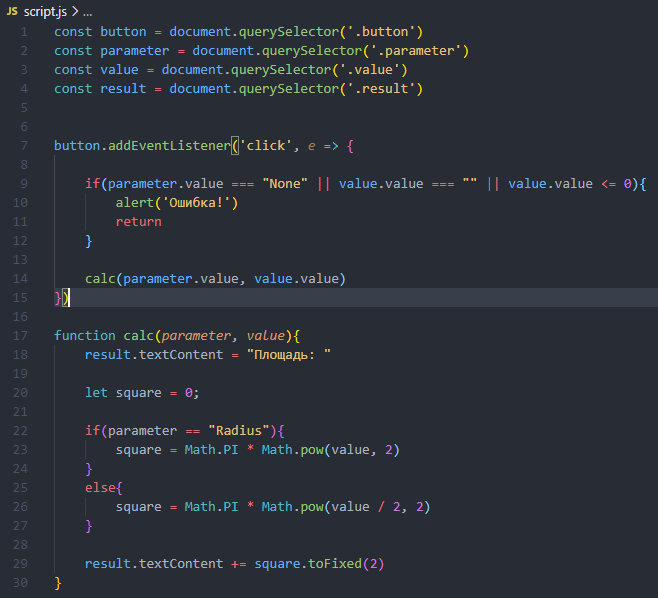 JS script.js > ...
1 const button = document.querySelector('.button')
2 const parameter = document.querySelector('.parameter')
3 const value = document.querySelector('.value')
4 const result = document.querySelector('.result')
5
6
7 button.addEventListener('click', e => {
8
9     if(parameter.value === "None" || value.value === "" || value.value <= 0){
10         alert('Ошибка!')
11         return
12     }
13
14     calc(parameter.value, value.value)
15 })
16
17 function calc(parameter, value){
18     result.textContent = "Площадь: "
19
20     let square = 0;
21
22     if(parameter == "Radius"){
23         square = Math.PI * Math.pow(value, 2)
24     }
25     else{
26         square = Math.PI * Math.pow(value / 2, 2)
27     }
28
29     result.textContent += square.toFixed(2)
30 }